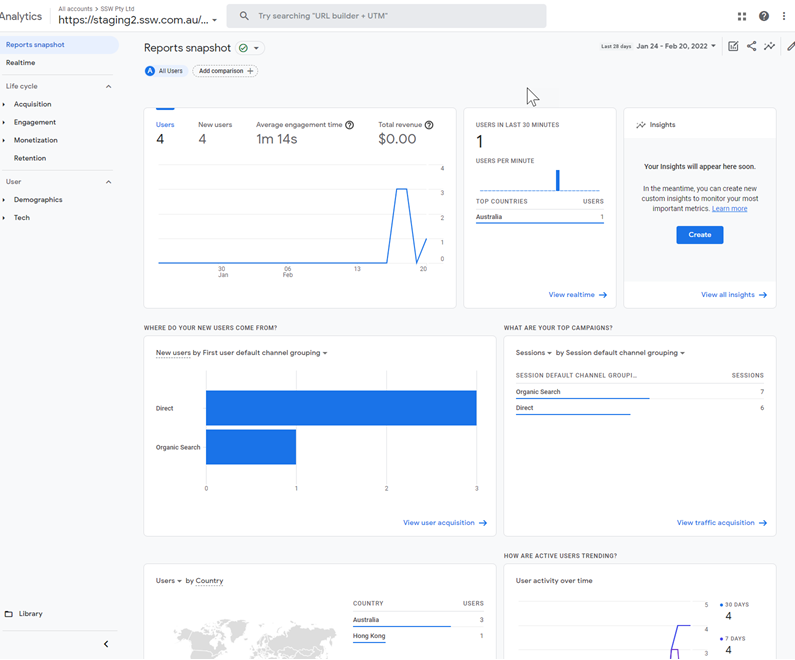 Analytics
All accounts > SSW Pty Ltd
https://staging2.ssw.com.au/...
Try searching "URL builder + UTM"
Reports snapshot
Realtime
Life cycle
Acquisition
Engagement
Monetization
Retention
User
Demographics
Tech
Library
Reports snapshot
Last 28 days Jan 24 - Feb 20, 2022
A All Users
Add comparison +
Users
4
New users
4
Average engagement time
1m 14s
Total revenue
$0.00
4
3
2
1
0
30
Jan
06
Feb
13
20
USERS IN LAST 30 MINUTES
1
USERS PER MINUTE
TOP COUNTRIES USERS
Australia 1
View realtime
Insights
Your Insights will appear here soon.
In the meantime, you can create new
custom insights to monitor your most
important metrics. Learn more
Create
View all insights
WHERE DO YOUR NEW USERS COME FROM?
New users by First user default channel grouping
Direct
Organic Search
0 1 2 3
View user acquisition
WHAT ARE YOUR TOP CAMPAIGNS?
Sessions by Session default channel grouping
SESSION DEFAULT CHANNEL GROUPI... SESSIONS
Organic Search 7
Direct 6
View traffic acquisition
Users by Country
COUNTRY USERS
Australia 3
Hong Kong 1
HOW ARE ACTIVE USERS TRENDING?
User activity over time
5
4
3
30 DAYS
4
7 DAYS
4